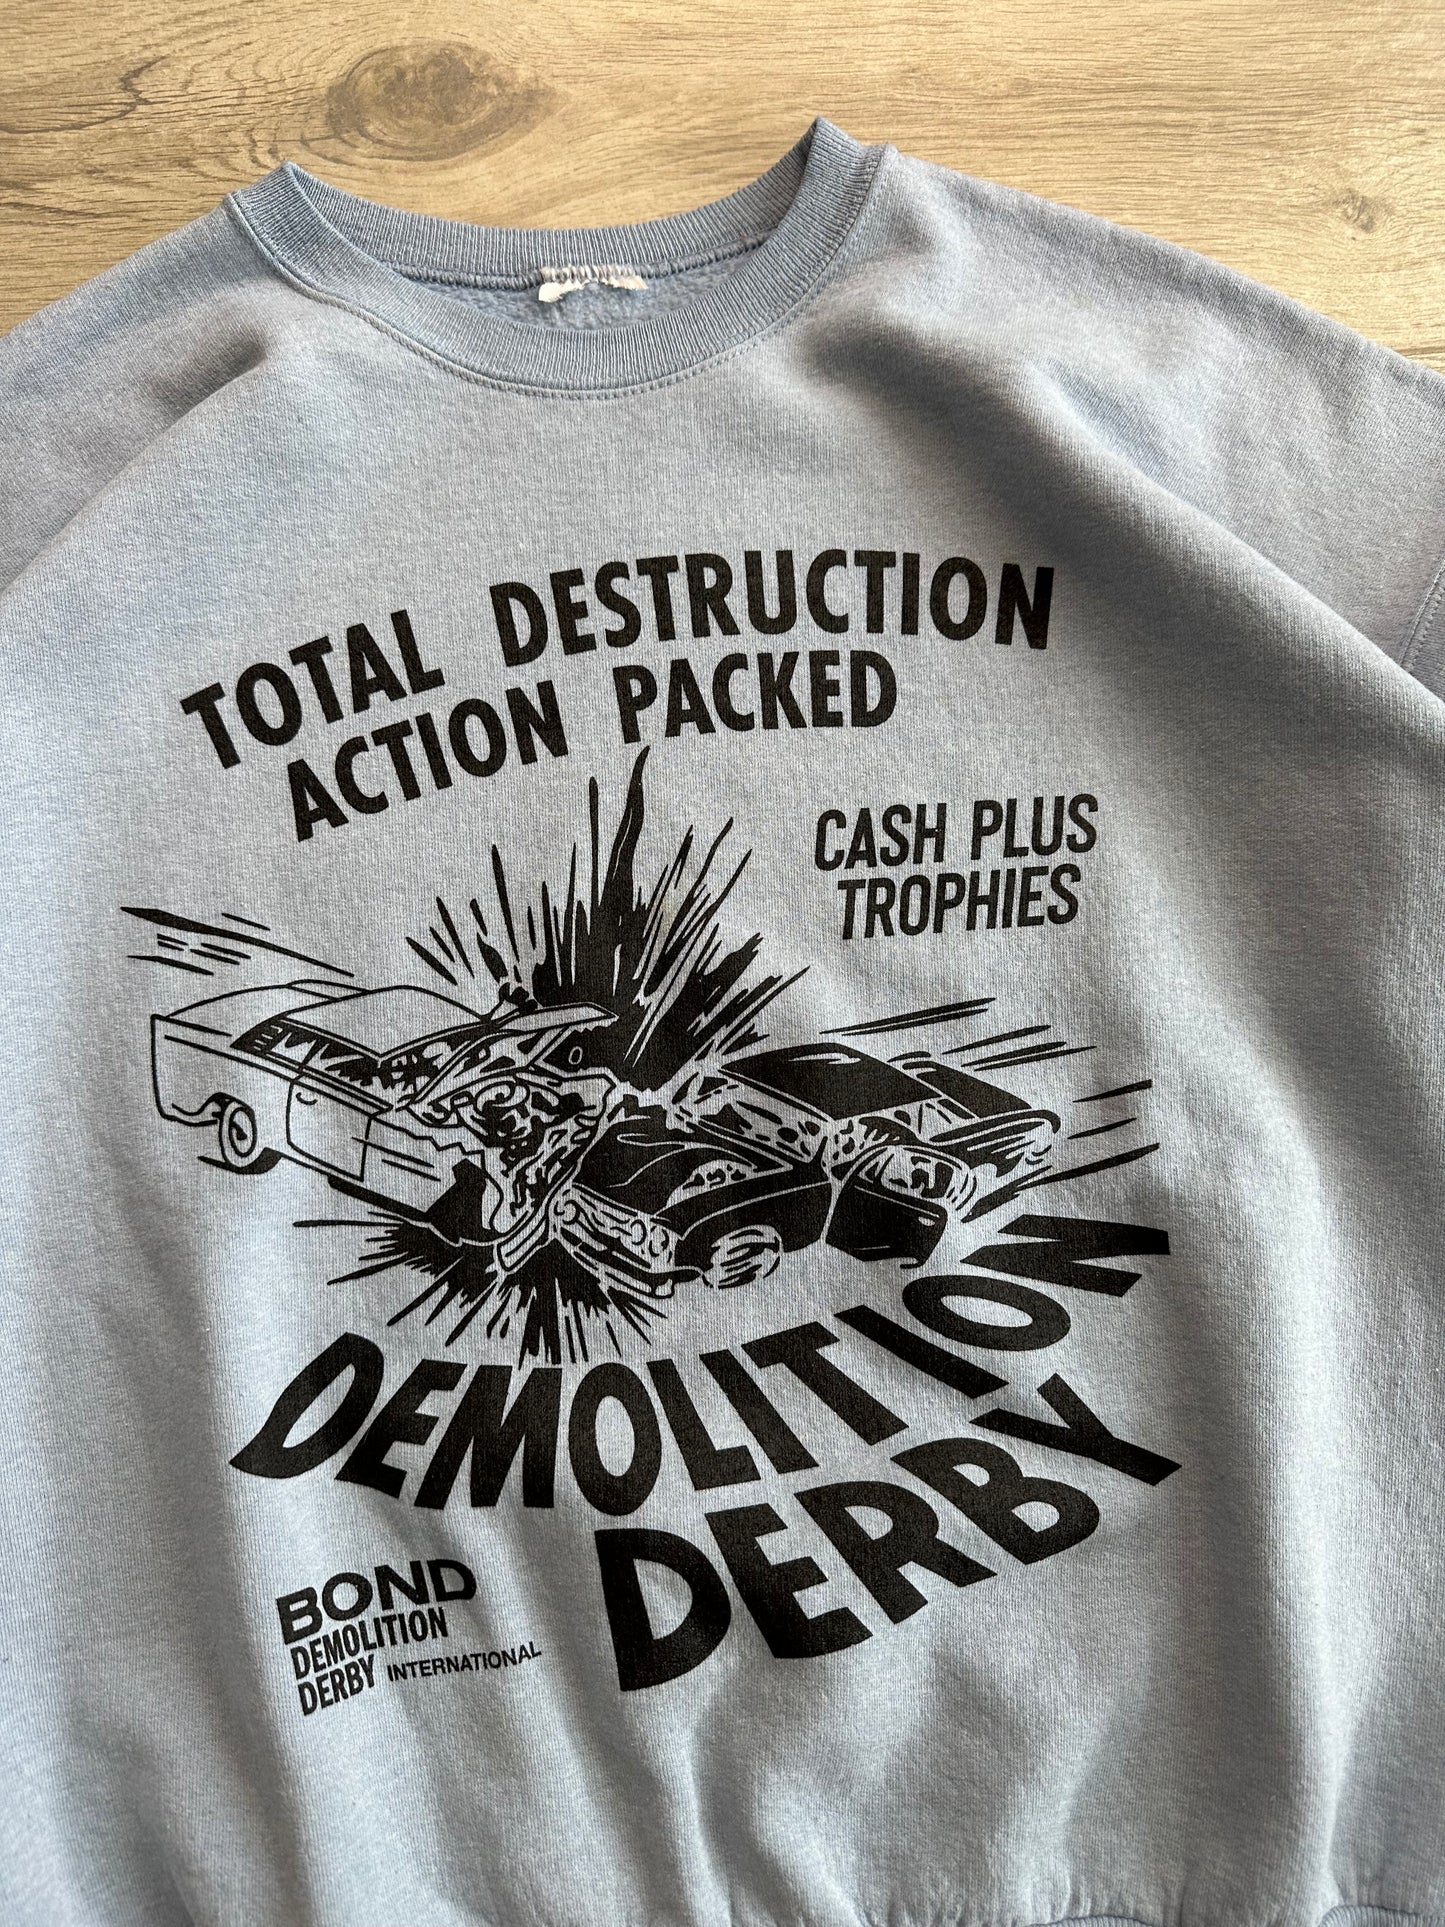 TOTAL DESTRUCTION
ACTION PACKED
CASH PLUS
TROPHIES
DEMOLITION
DERBY
BOND
DEMOLITION
DERBY INTERNATIONAL